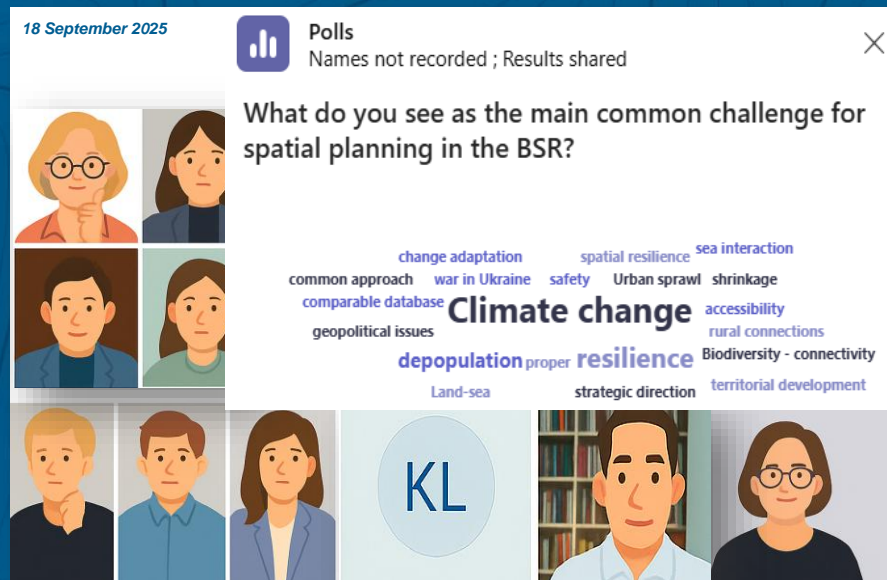 18 September 2025
Polls
Names not recorded ; Results shared
What do you see as the main common challenge for
spatial planning in the BSR?
change adaptation spatial resilience sea interaction
common approach war in Ukraine safety Urban sprawl shrinkage
comparable database Climate change accessibility
geopolitical issues rural connections
depopulation proper resilience Biodiversity - connectivity
Land-sea strategic direction territorial development
KL